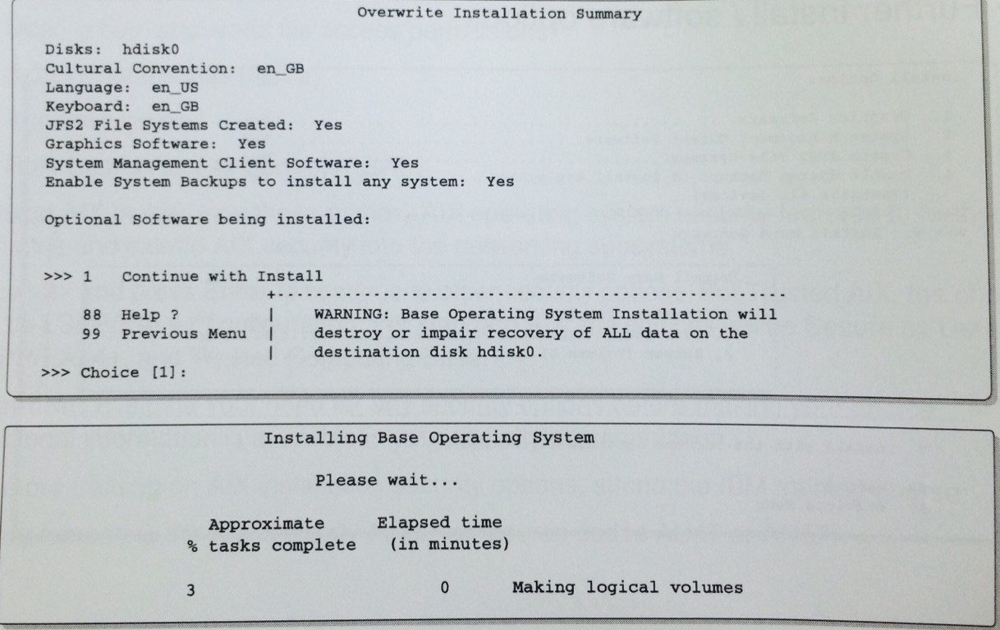 Overwrite Installation Summary
Disks: hdisk0
Cultural Convention: en_GB
Language: en_US
Keyboard: en_GB
JFS2 File Systems Created: Yes
Graphics Software: Yes
System Management Client Software: Yes
Enable System Backups to install any system: Yes
Optional Software being installed:
>>> 1 Continue with Install
+-----------------------------------------------------
88 Help ? | WARNING: Base Operating System Installation will
99 Previous Menu | destroy or impair recovery of ALL data on the
| destination disk hdisk0.
>>> Choice [1]:
Installing Base Operating System
Please wait...
Approximate Elapsed time
% tasks complete (in minutes)
3 0 Making logical volumes